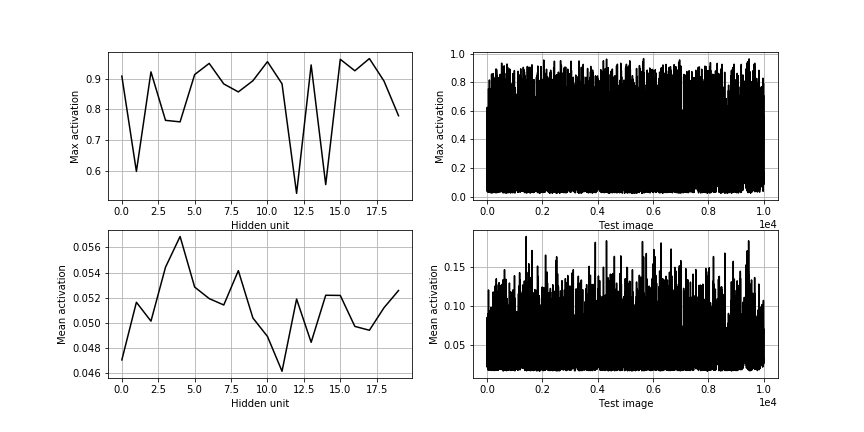 Max activation
0.9
0.8
0.7
0.6
0.0 2.5 5.0 7.5 10.0 12.5 15.0 17.5
Hidden unit
Max activation
1.0
0.8
0.6
0.4
0.2
0.0
0.0 0.2 0.4 0.6 0.8 1.0
1e4
Test image
Mean activation
0.056
0.054
0.052
0.050
0.048
0.046
0.0 2.5 5.0 7.5 10.0 12.5 15.0 17.5
Hidden unit
Mean activation
0.15
0.10
0.05
0.0 0.2 0.4 0.6 0.8 1.0
1e4
Test image